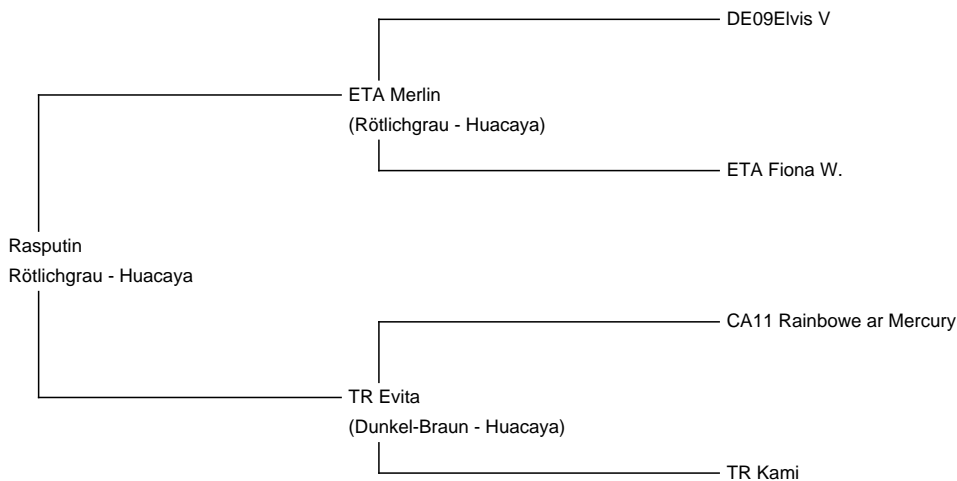 DE09Elvis V
ETA Merlin
(Rötlichgrau - Huacaya)
ETA Fiona W.
Rasputin
Rötlichgrau - Huacaya
CA11 Rainbowe ar Mercury
TR Evita
(Dunkel-Braun - Huacaya)
TR Kami